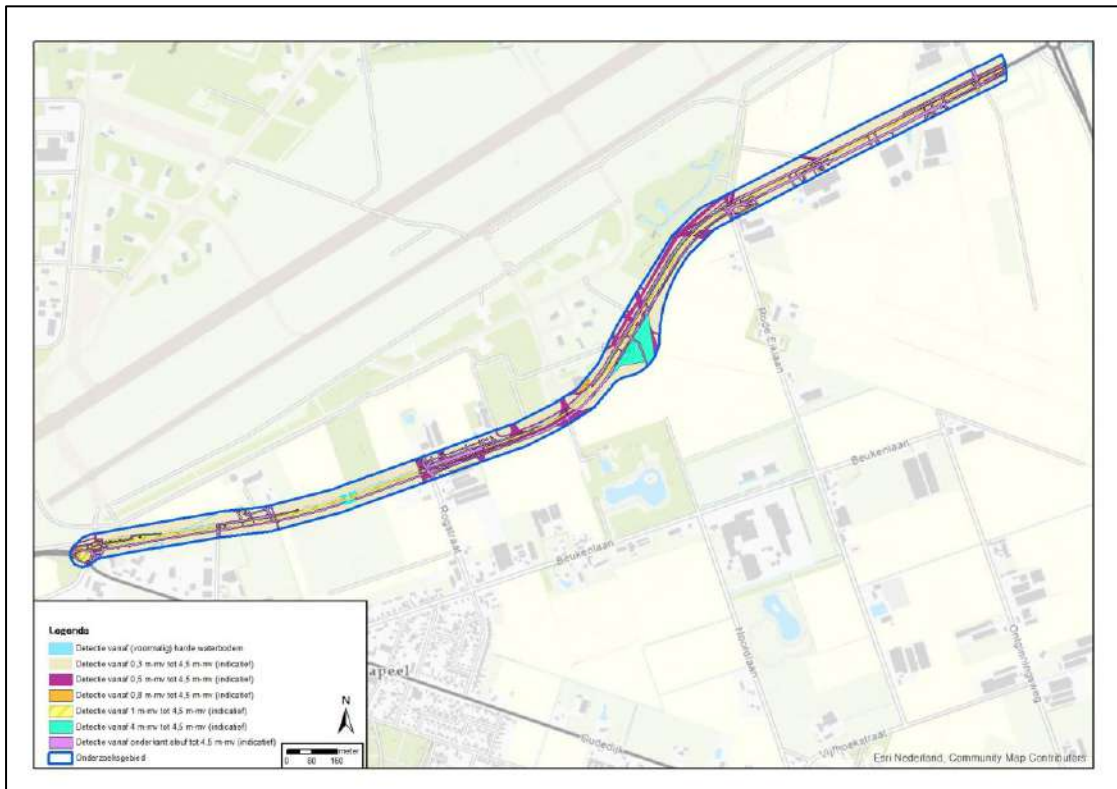 Rode Eiklaan
Beukenlaan
Rogstraat
Beukenlaan
Noordlaan
Ontginningsweg
apeel
Oudedijk
Vijfhoekstraat
Legenda
Detectie vanaf (voormalig) harde waterbodem
Detectie vanaf 0,3 m-mv tot 4,5 m-mv (indicatief)
Detectie vanaf 0,5 m-mv tot 4,5 m-mv (indicatief)
Detectie vanaf 0,8 m-mv tot 4,5 m-mv (indicatief)
Detectie vanaf 1 m-mv tot 4,5 m-mv (indicatief)
Detectie vanaf 4 m-mv tot 4,5 m-mv (indicatief)
Detectie vanaf onderkant sleuf tot 4,5 m-mv (indicatief)
Onderzoeksgebied
N
meter
0 80 160
Esri Nederland, Community Map Contributors